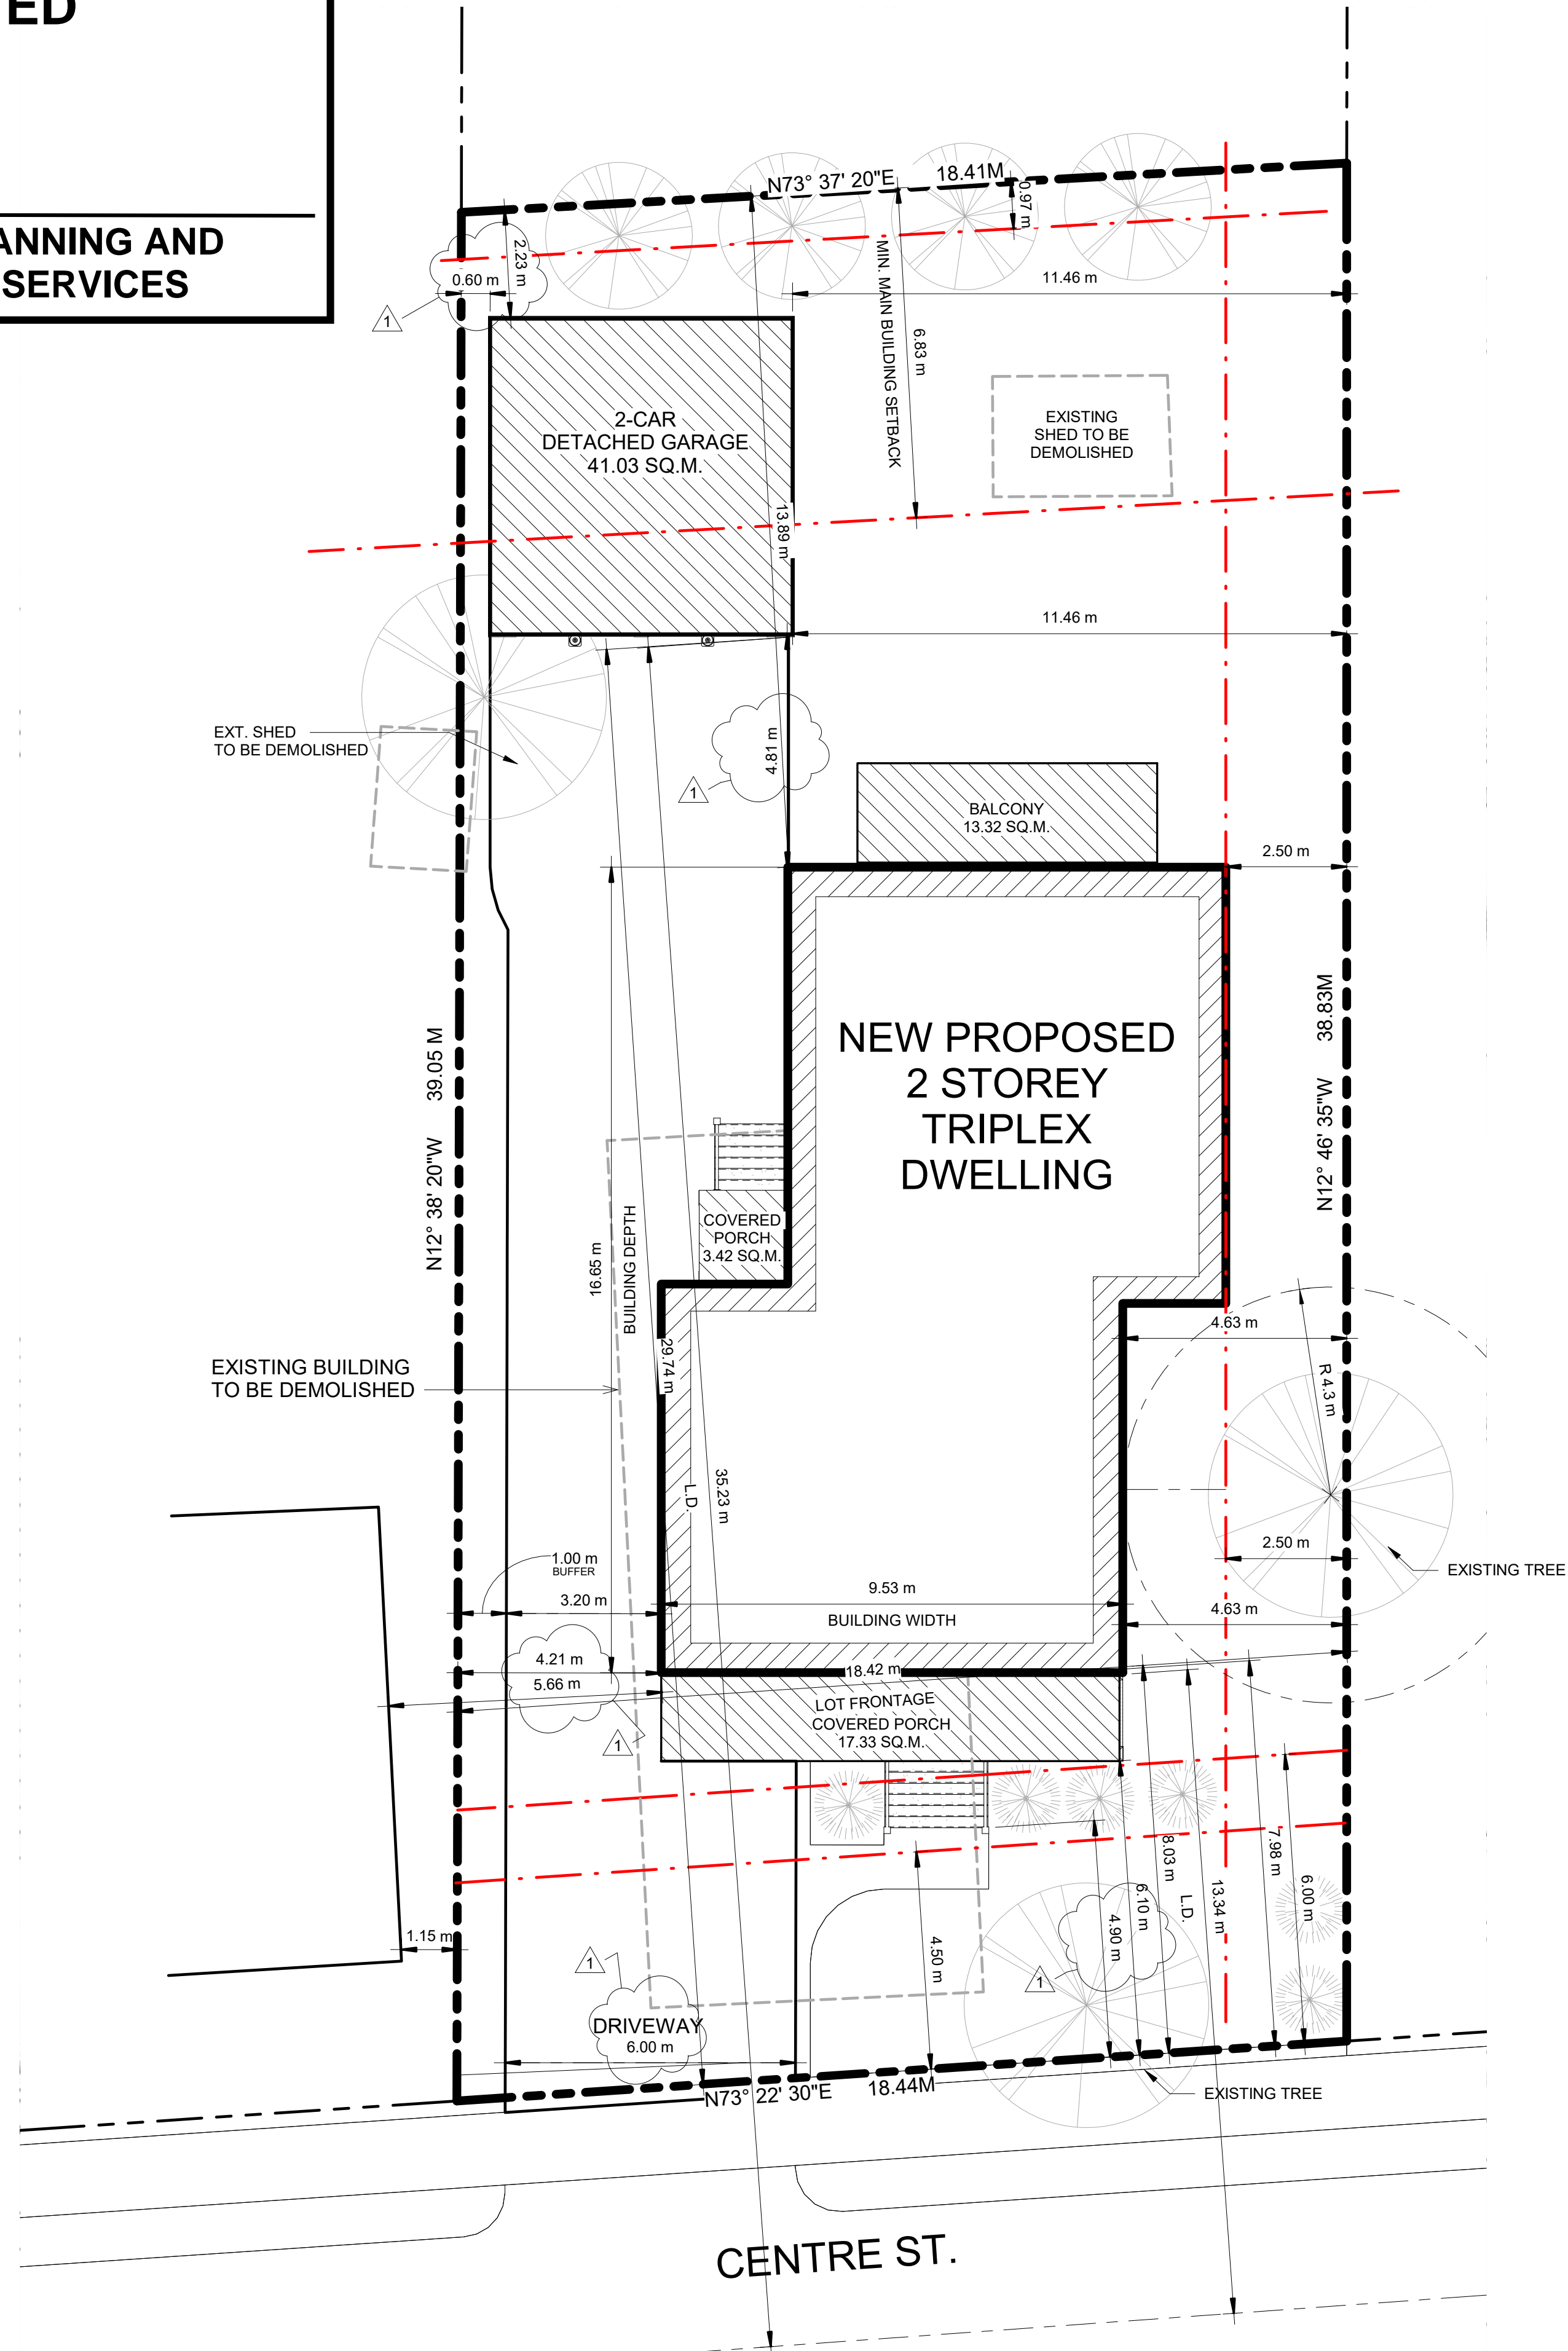 ED
ANNING AND
SERVICES
N73° 37' 20"E 18.41M
0.97 m
2.23 m
0.60 m
1
11.46 m
MIN. MAIN BUILDING SETBACK
6.83 m
2-CAR
DETACHED GARAGE
41.03 SQ.M.
EXISTING
SHED TO BE
DEMOLISHED
13.89 m
11.46 m
EXT. SHED
TO BE DEMOLISHED
4.81 m
1
BALCONY
13.32 SQ.M.
2.50 m
NEW PROPOSED
2 STOREY
TRIPLEX
DWELLING
N12° 38' 20"W 39.05 M
N12° 46' 35"W 38.83M
COVERED
PORCH
3.42 SQ.M.
16.65 m
BUILDING DEPTH
4.63 m
29.74 m
R 4.3 m
EXISTING BUILDING
TO BE DEMOLISHED
L.D.
35.23 m
2.50 m
EXISTING TREE
1.00 m
BUFFER
3.20 m
9.53 m
BUILDING WIDTH
4.63 m
4.21 m
5.66 m
18.42 m
LOT FRONTAGE
COVERED PORCH
17.33 SQ.M.
1
8.03 m
7.98 m
6.00 m
6.10 m
L.D.
13.34 m
4.90 m
4.50 m
1.15 m
1
1
DRIVEWAY
6.00 m
N73° 22' 30"E 18.44M
EXISTING TREE
CENTRE ST.